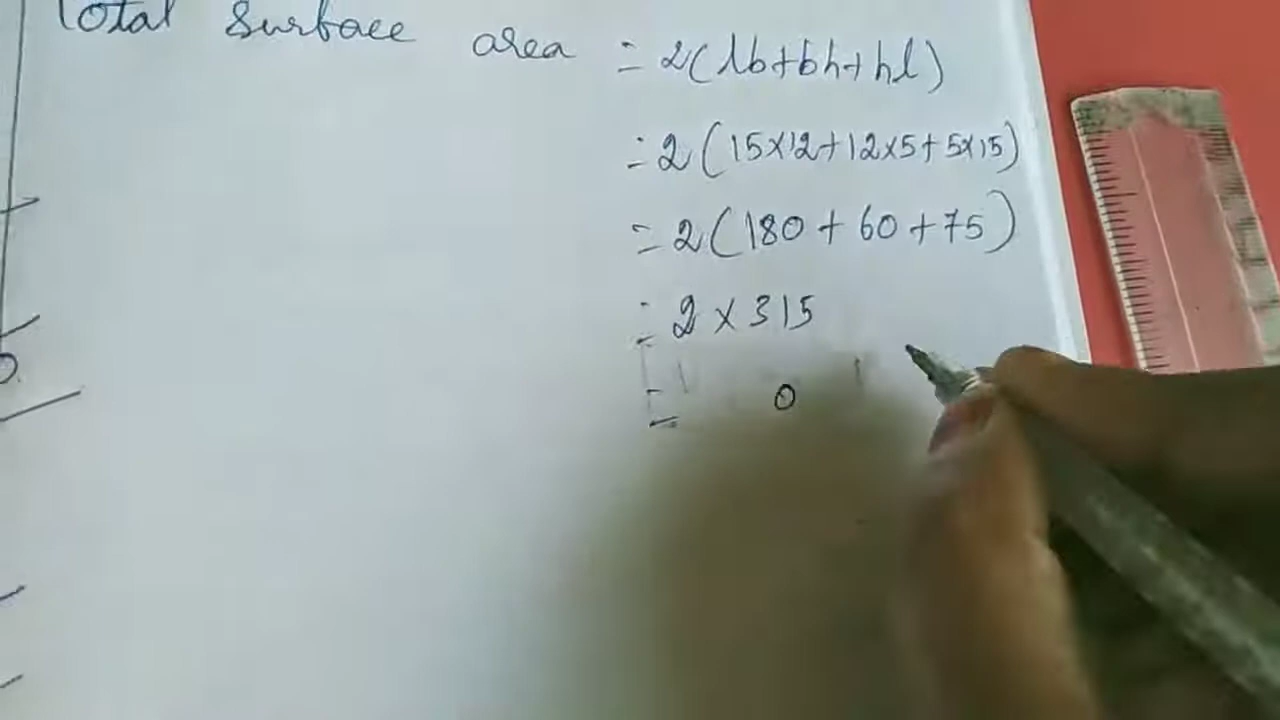 Total Surface area = 2(lb+bh+hl)
= 2(15×12+12×5+5×15)
= 2(180+60+75)
= 2×315
= 0